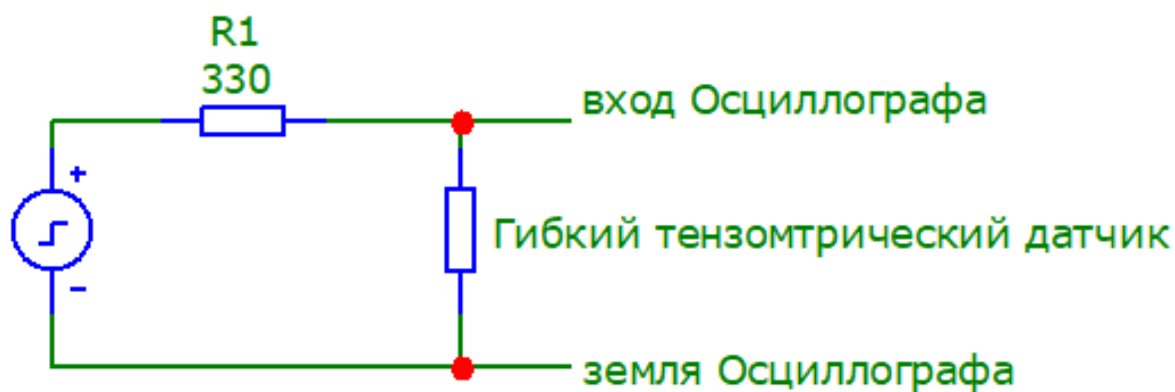 R1
330
вход Осциллографа
+
Гибкий тензомтрический датчик
-
земля Осциллографа